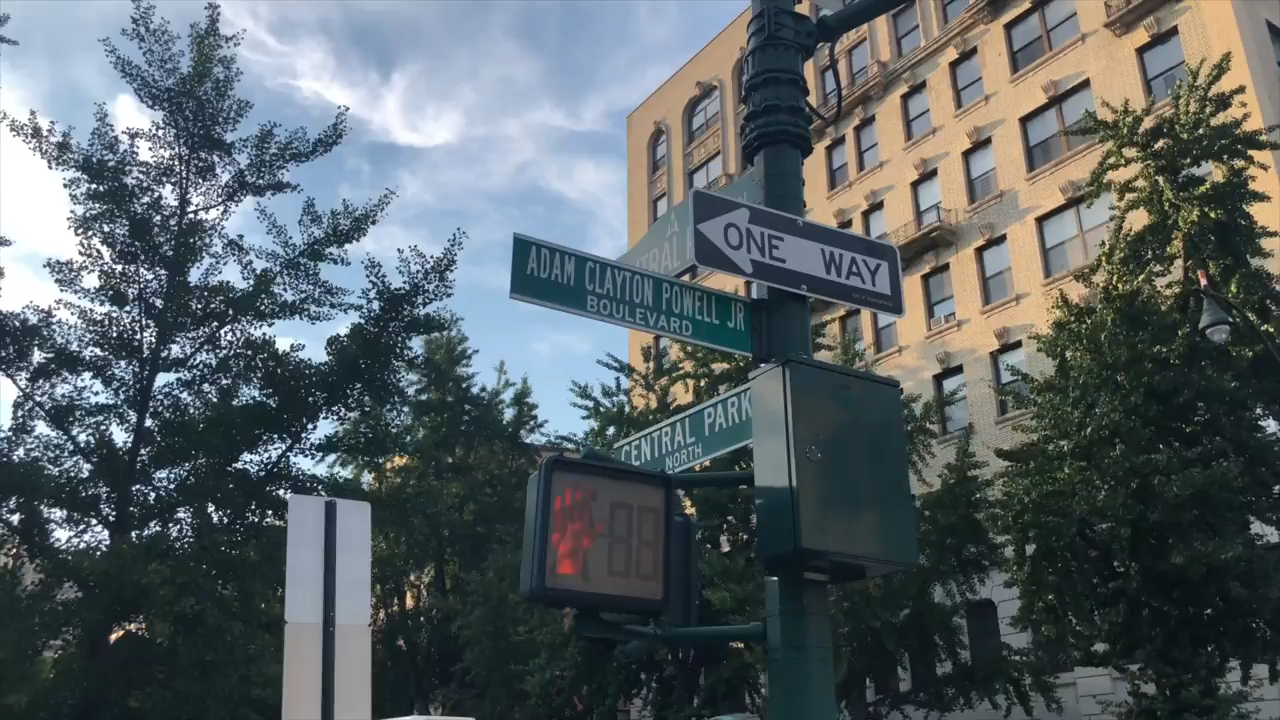 ONE WAY
ADAM CLAYTON POWELL JR
BOULEVARD
CENTRAL PARK
NORTH